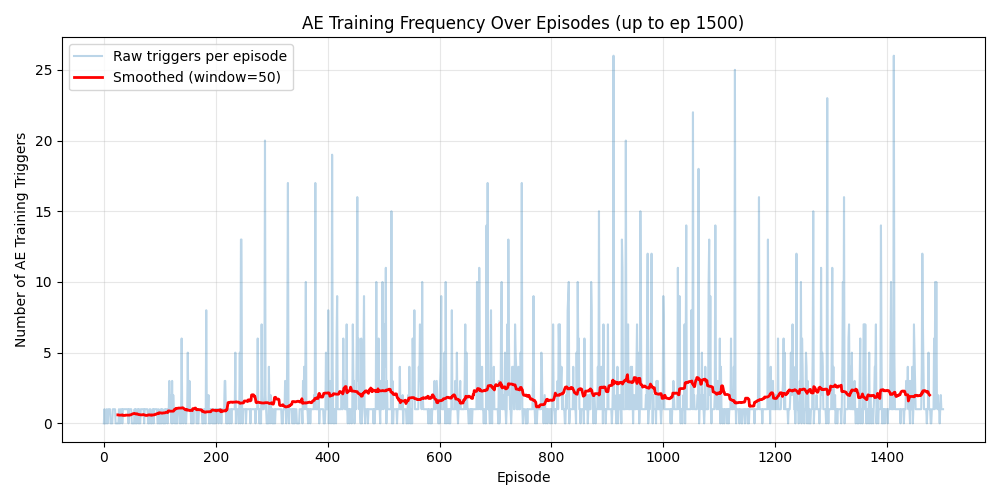 AE Training Frequency Over Episodes (up to ep 1500)
Raw triggers per episode
Smoothed (window=50)
Number of AE Training Triggers
25
20
15
10
5
0
0 200 400 600 800 1000 1200 1400
Episode